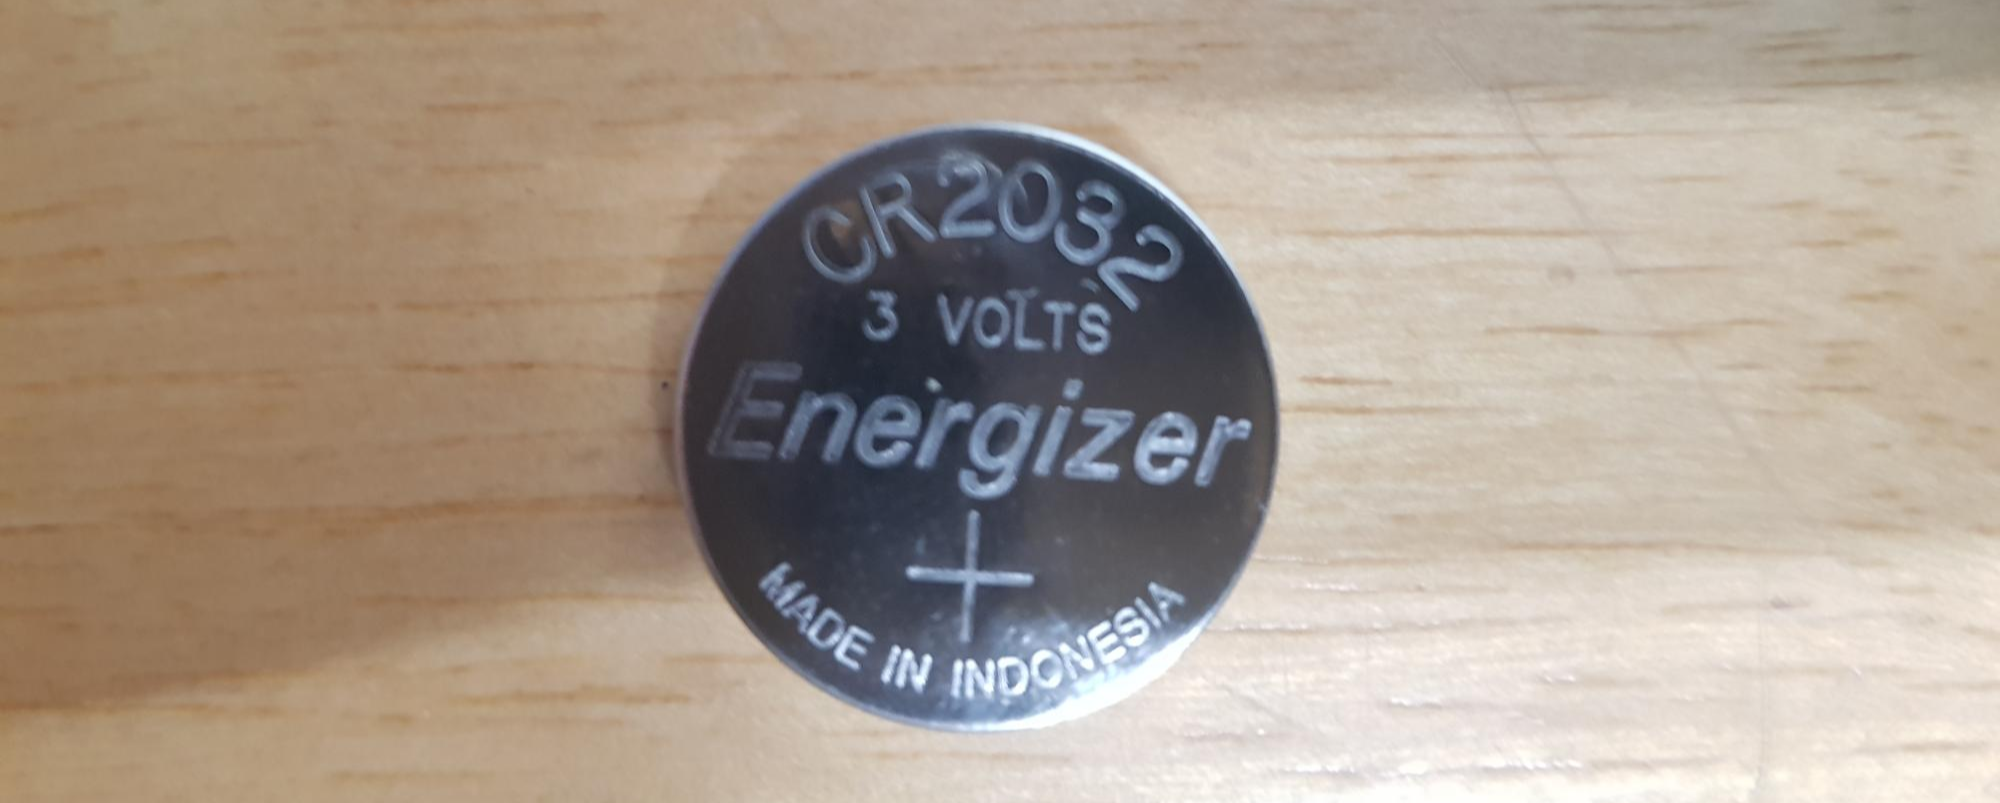 CR2032
3 VOLTS
Energizer
+
MADE IN INDONESIA